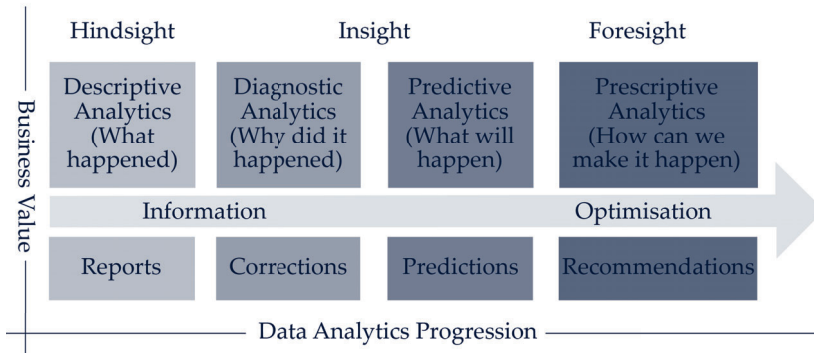 Hindsight
Insight
Foresight
Business Value
Descriptive
Analytics
(What
happened)
Diagnostic
Analytics
(Why did it
happened)
Predictive
Analytics
(What will
happen)
Prescriptive
Analytics
(How can we
make it happen)
Information
Optimisation
Reports
Corrections
Predictions
Recommendations
Data Analytics Progression